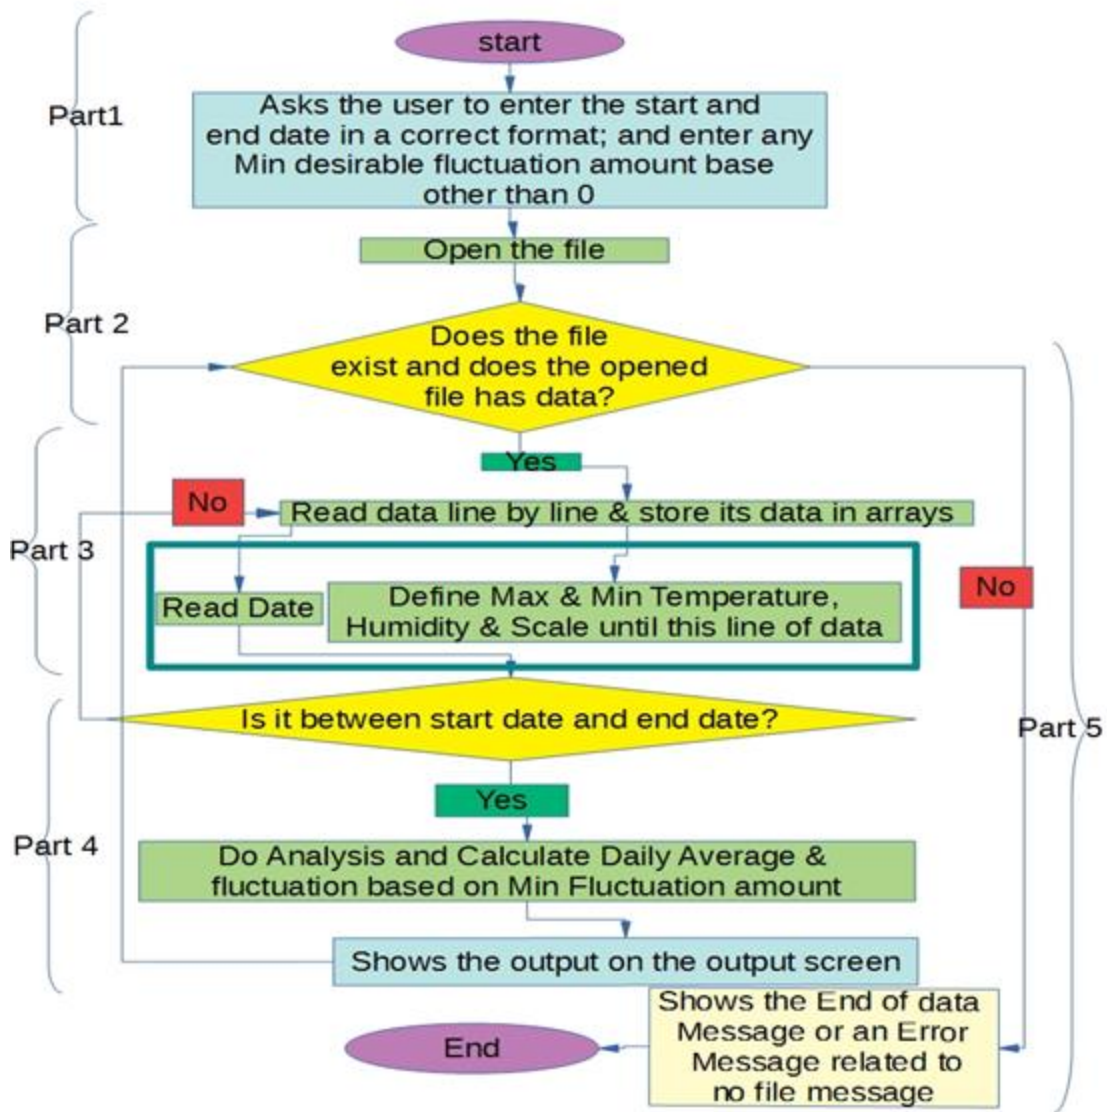 start
Part1
Asks the user to enter the start and
end date in a correct format; and enter any
Min desirable fluctuation amount base
other than 0
Open the file
Part 2
Does the file
exist and does the opened
file has data?
Yes
No
Read data line by line & store its data in arrays
Part 3
Read Date
Define Max & Min Temperature,
Humidity & Scale until this line of data
No
Is it between start date and end date?
Part 5
Yes
Part 4
Do Analysis and Calculate Daily Average &
fluctuation based on Min Fluctuation amount
Shows the output on the output screen
Shows the End of data
Message or an Error
Message related to
no file message
End